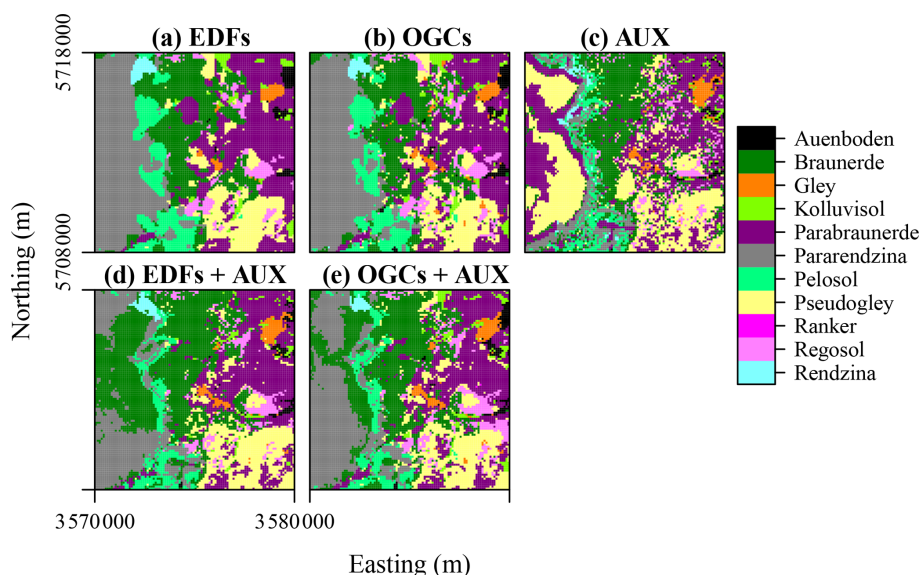 (a) EDFs
(b) OGCs
(c) AUX
5718000
5708000
Northing (m)
(d) EDFs + AUX
(e) OGCs + AUX
3570000
3580000
Easting (m)
Auenboden
Braunerde
Gley
Kolluvisol
Parabraunerde
Pararendzina
Pelosol
Pseudogley
Ranker
Regosol
Rendzina